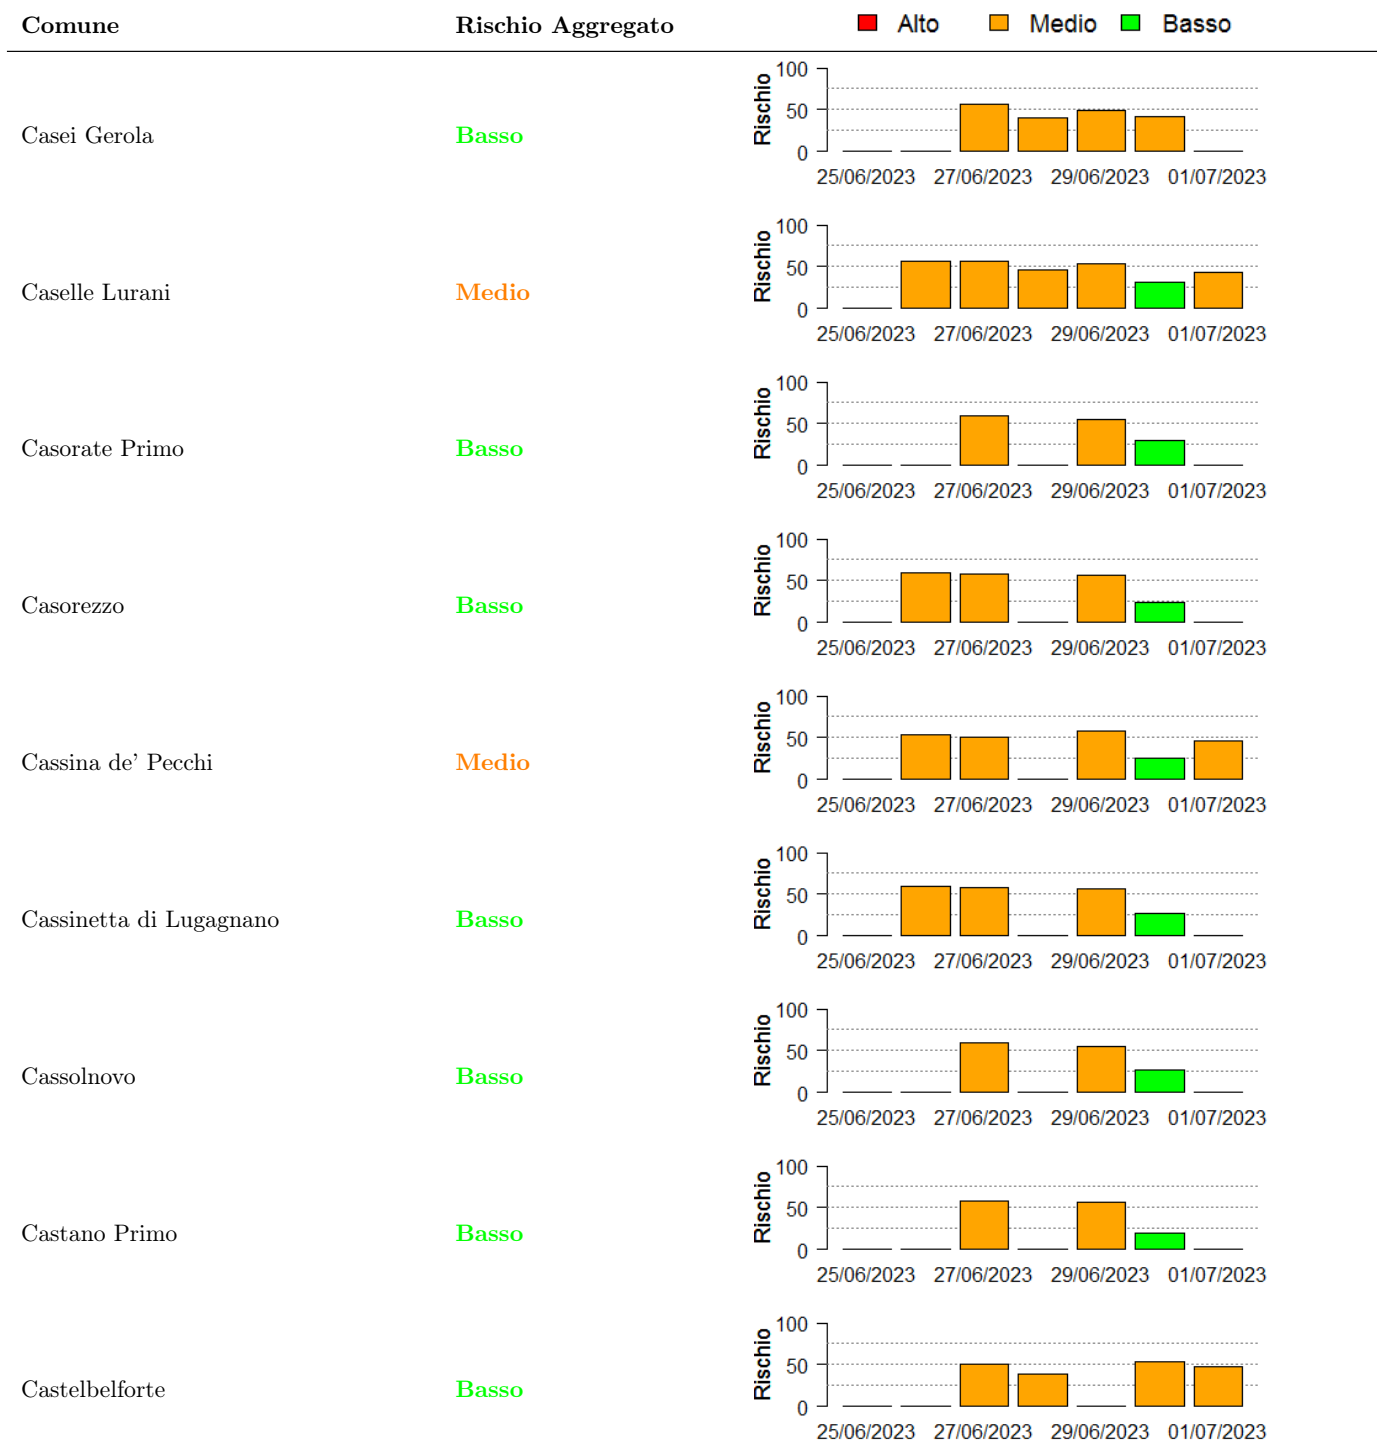 Comune Rischio Aggregato Alto Medio Basso
100
50
0
Rischio
Casei Gerola Basso
25/06/2023 27/06/2023 29/06/2023 01/07/2023
100
50
0
Rischio
Caselle Lurani Medio
25/06/2023 27/06/2023 29/06/2023 01/07/2023
100
50
0
Rischio
Casorate Primo Basso
25/06/2023 27/06/2023 29/06/2023 01/07/2023
100
50
0
Rischio
Casorezzo Basso
25/06/2023 27/06/2023 29/06/2023 01/07/2023
100
50
0
Rischio
Cassina de' Pecchi Medio
25/06/2023 27/06/2023 29/06/2023 01/07/2023
100
50
0
Rischio
Cassinetta di Lugagnano Basso
25/06/2023 27/06/2023 29/06/2023 01/07/2023
100
50
0
Rischio
Cassolnovo Basso
25/06/2023 27/06/2023 29/06/2023 01/07/2023
100
50
0
Rischio
Castano Primo Basso
25/06/2023 27/06/2023 29/06/2023 01/07/2023
100
50
0
Rischio
Castelbelforte Basso
25/06/2023 27/06/2023 29/06/2023 01/07/2023